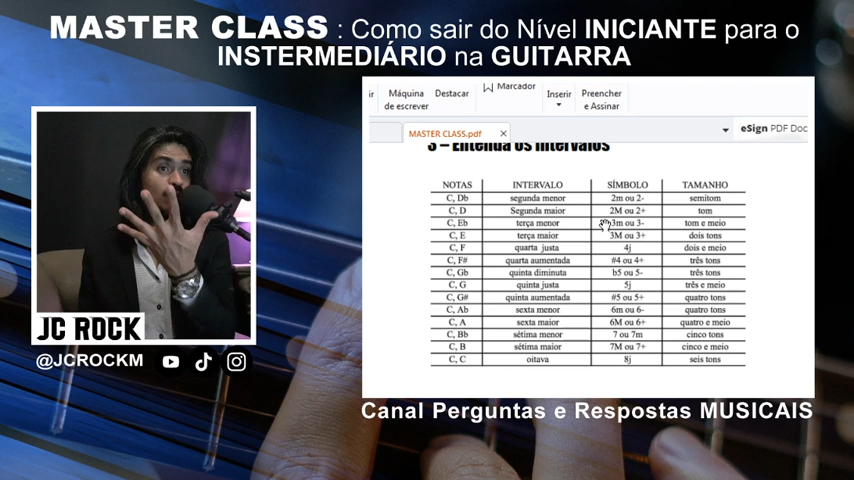 MASTER CLASS : Como sair do Nível INICIANTE para o
INSTERMEDIÁRIO na GUITARRA
ir Máquina de escrever Destacar Marcador Inserir Preencher e Assinar
MASTER CLASS.pdf × eSign PDF Doc
3 – Entenda os Intervalos
NOTAS INTERVALO SÍMBOLO TAMANHO
C, Db segunda menor 2m ou 2- semitom
C, D Segunda maior 2M ou 2+ tom
C, Eb terça menor 3m ou 3- tom e meio
C, E terça maior 3M ou 3+ dois tons
C, F quarta justa 4j dois e meio
C, F# quarta aumentada #4 ou 4+ três tons
C, Gb quinta diminuta b5 ou 5- três tons
C, G quinta justa 5j três e meio
C, G# quinta aumentada #5 ou 5+ quatro tons
C, Ab sexta menor 6m ou 6- quatro tons
C, A sexta maior 6M ou 6+ quatro e meio
C, Bb sétima menor 7 ou 7m cinco tons
C, B sétima maior 7M ou 7+ cinco e meio
C, C oitava 8j seis tons
JC ROCK
@JCROCKM
Canal Perguntas e Respostas MUSICAIS